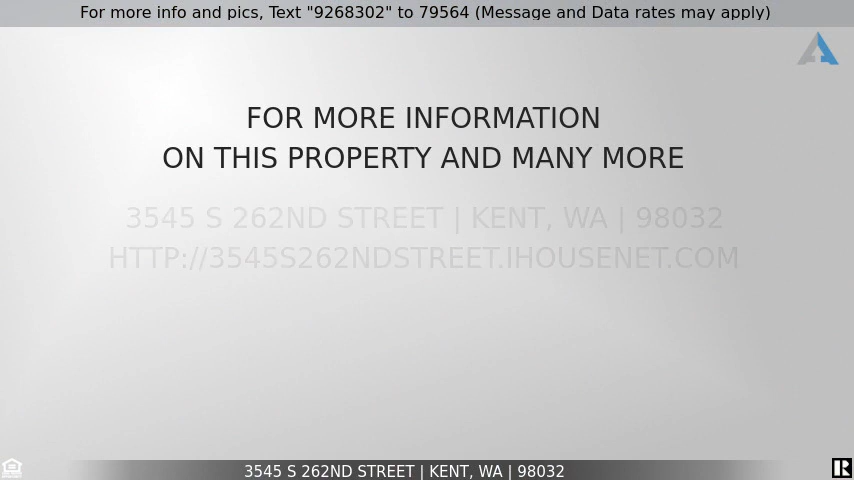 For more info and pics, Text "9268302" to 79564 (Message and Data rates may apply)
FOR MORE INFORMATION
ON THIS PROPERTY AND MANY MORE
3545 S 262ND STREET | KENT, WA | 98032
HTTP://3545S262NDSTREET.IHOUSENET.COM
3545 S 262ND STREET | KENT, WA | 98032